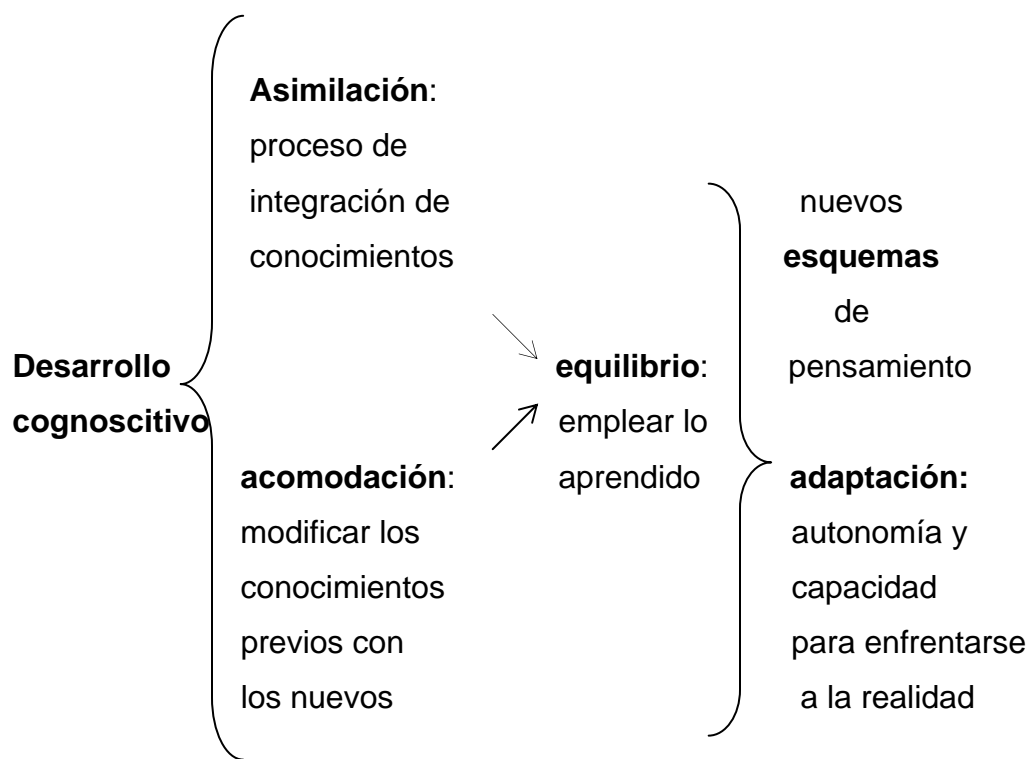 Desarrollo
cognoscitivo
Asimilación:
proceso de
integración de
conocimientos
acomodación:
modificar los
conocimientos
previos con
los nuevos
equilibrio:
emplear lo
aprendido
nuevos
esquemas
de
pensamiento
adaptación:
autonomía y
capacidad
para enfrentarse
a la realidad